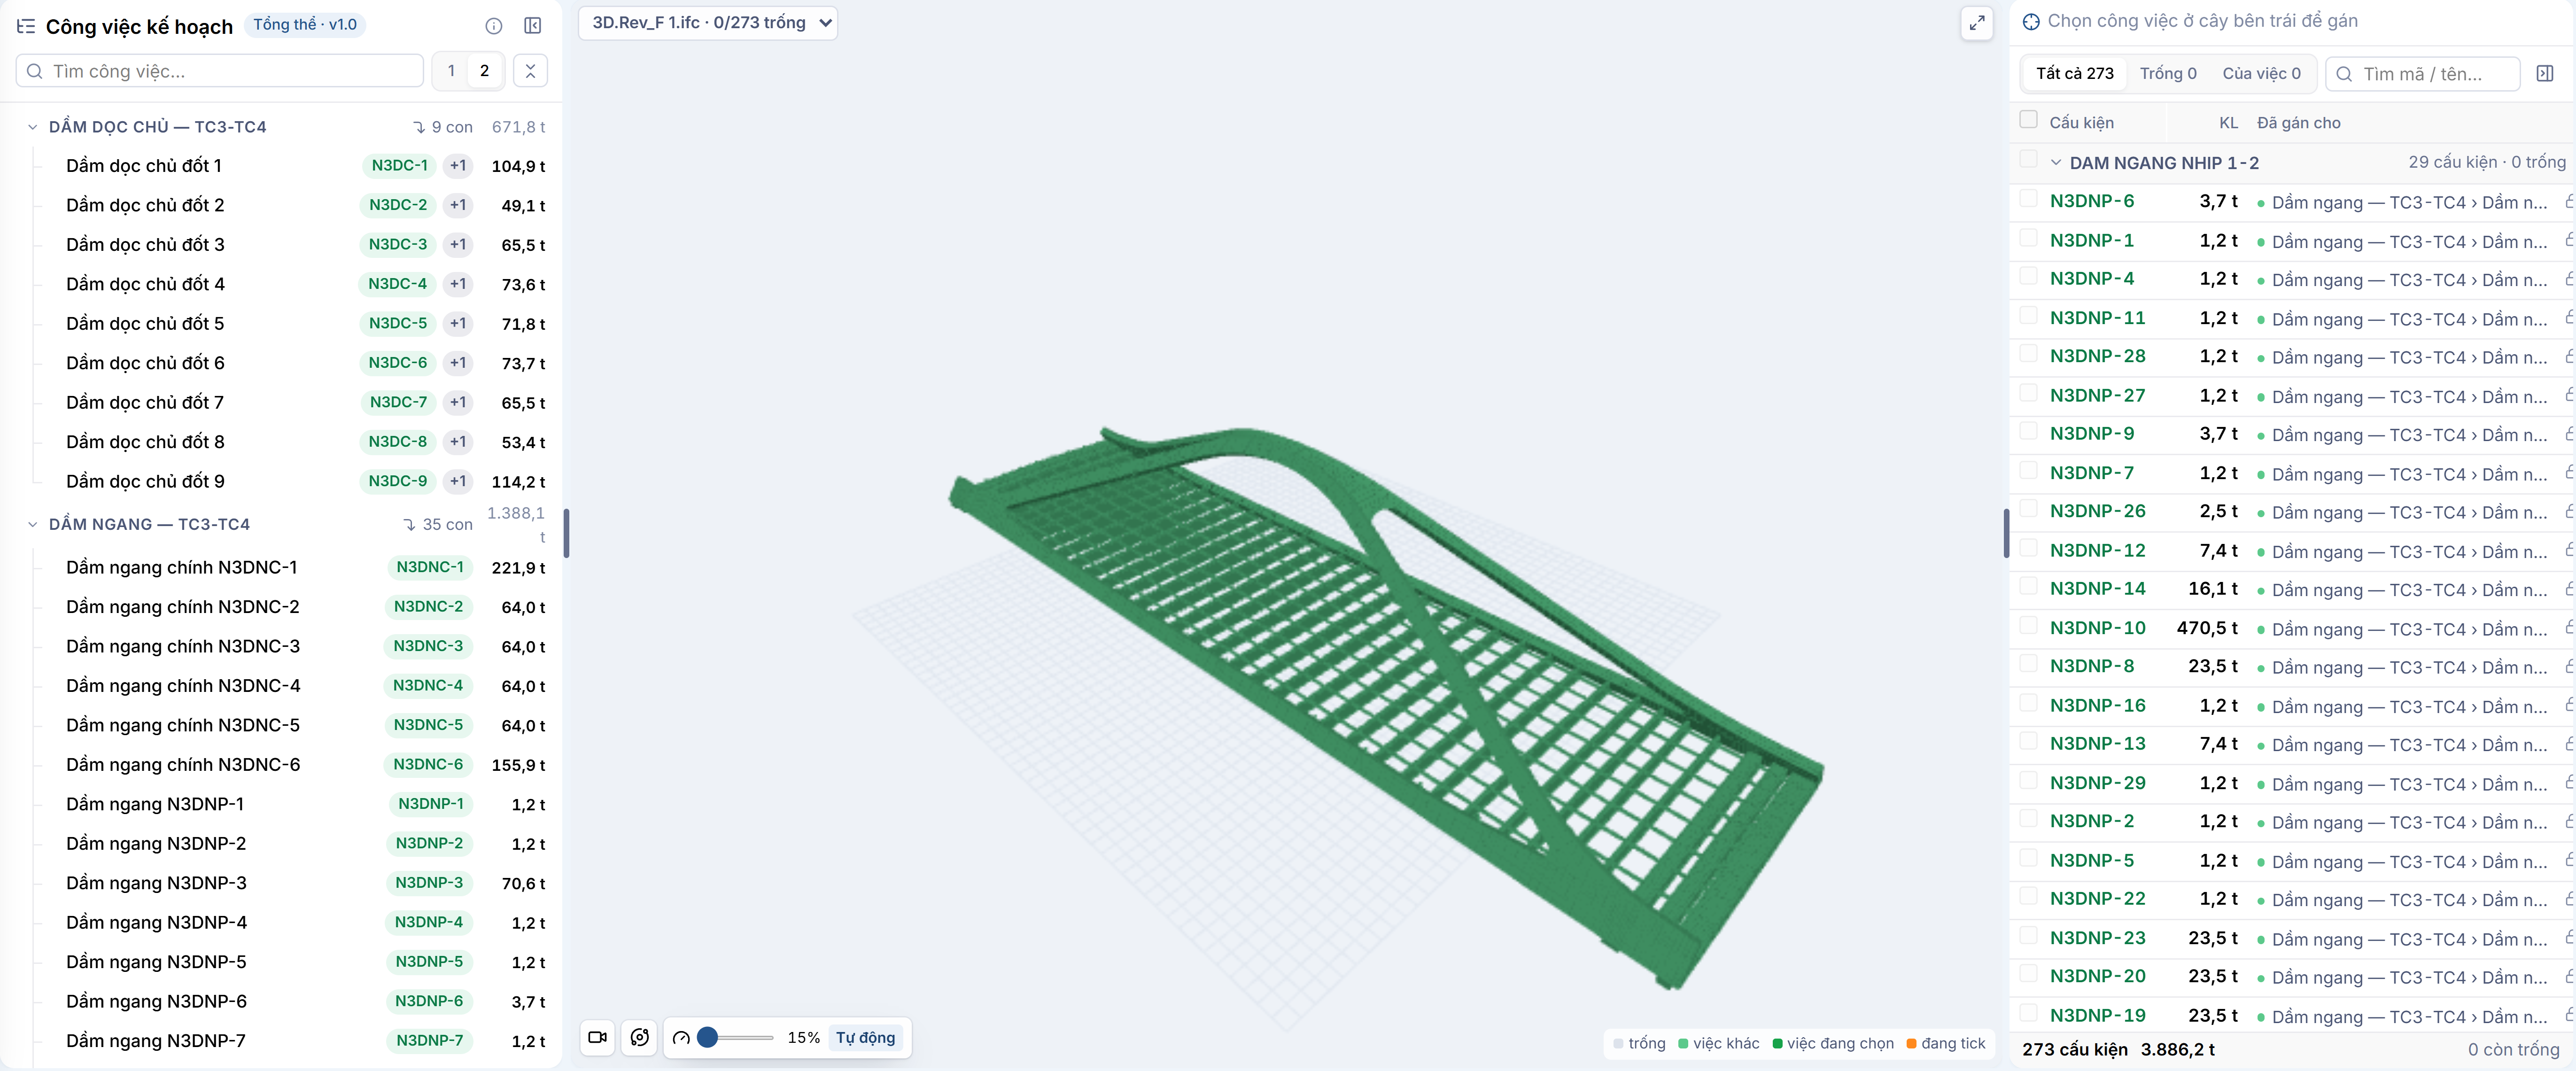 Công việc kế hoạch Tổng thể · v1.0
Tìm công việc... 1 2
DẦM DỌC CHỦ — TC3-TC4 9 con 671,8 t
Dầm dọc chủ đốt 1 N3DC-1 +1 104,9 t
Dầm dọc chủ đốt 2 N3DC-2 +1 49,1 t
Dầm dọc chủ đốt 3 N3DC-3 +1 65,5 t
Dầm dọc chủ đốt 4 N3DC-4 +1 73,6 t
Dầm dọc chủ đốt 5 N3DC-5 +1 71,8 t
Dầm dọc chủ đốt 6 N3DC-6 +1 73,7 t
Dầm dọc chủ đốt 7 N3DC-7 +1 65,5 t
Dầm dọc chủ đốt 8 N3DC-8 +1 53,4 t
Dầm dọc chủ đốt 9 N3DC-9 +1 114,2 t
DẦM NGANG — TC3-TC4 35 con 1.388,1 t
Dầm ngang chính N3DNC-1 N3DNC-1 221,9 t
Dầm ngang chính N3DNC-2 N3DNC-2 64,0 t
Dầm ngang chính N3DNC-3 N3DNC-3 64,0 t
Dầm ngang chính N3DNC-4 N3DNC-4 64,0 t
Dầm ngang chính N3DNC-5 N3DNC-5 64,0 t
Dầm ngang chính N3DNC-6 N3DNC-6 155,9 t
Dầm ngang N3DNP-1 N3DNP-1 1,2 t
Dầm ngang N3DNP-2 N3DNP-2 1,2 t
Dầm ngang N3DNP-3 N3DNP-3 70,6 t
Dầm ngang N3DNP-4 N3DNP-4 1,2 t
Dầm ngang N3DNP-5 N3DNP-5 1,2 t
Dầm ngang N3DNP-6 N3DNP-6 3,7 t
Dầm ngang N3DNP-7 N3DNP-7 1,2 t
3D.Rev_F 1.ifc · 0/273 trống
15% Tự động
trống việc khác việc đang chọn đang tick
Chọn công việc ở cây bên trái để gán
Tất cả 273 Trống 0 Của việc 0 Tìm mã / tên...
Cấu kiện KL Đã gán cho
DAM NGANG NHIP 1-2 29 cấu kiện · 0 trống
N3DNP-6 3,7 t Dầm ngang — TC3-TC4 › Dầm n...
N3DNP-1 1,2 t Dầm ngang — TC3-TC4 › Dầm n...
N3DNP-4 1,2 t Dầm ngang — TC3-TC4 › Dầm n...
N3DNP-11 1,2 t Dầm ngang — TC3-TC4 › Dầm n...
N3DNP-28 1,2 t Dầm ngang — TC3-TC4 › Dầm n...
N3DNP-27 1,2 t Dầm ngang — TC3-TC4 › Dầm n...
N3DNP-9 3,7 t Dầm ngang — TC3-TC4 › Dầm n...
N3DNP-7 1,2 t Dầm ngang — TC3-TC4 › Dầm n...
N3DNP-26 2,5 t Dầm ngang — TC3-TC4 › Dầm n...
N3DNP-12 7,4 t Dầm ngang — TC3-TC4 › Dầm n...
N3DNP-14 16,1 t Dầm ngang — TC3-TC4 › Dầm n...
N3DNP-10 470,5 t Dầm ngang — TC3-TC4 › Dầm n...
N3DNP-8 23,5 t Dầm ngang — TC3-TC4 › Dầm n...
N3DNP-16 1,2 t Dầm ngang — TC3-TC4 › Dầm n...
N3DNP-13 7,4 t Dầm ngang — TC3-TC4 › Dầm n...
N3DNP-29 1,2 t Dầm ngang — TC3-TC4 › Dầm n...
N3DNP-2 1,2 t Dầm ngang — TC3-TC4 › Dầm n...
N3DNP-5 1,2 t Dầm ngang — TC3-TC4 › Dầm n...
N3DNP-22 1,2 t Dầm ngang — TC3-TC4 › Dầm n...
N3DNP-23 23,5 t Dầm ngang — TC3-TC4 › Dầm n...
N3DNP-20 23,5 t Dầm ngang — TC3-TC4 › Dầm n...
N3DNP-19 23,5 t Dầm ngang — TC3-TC4 › Dầm n...
273 cấu kiện 3.886,2 t 0 còn trống